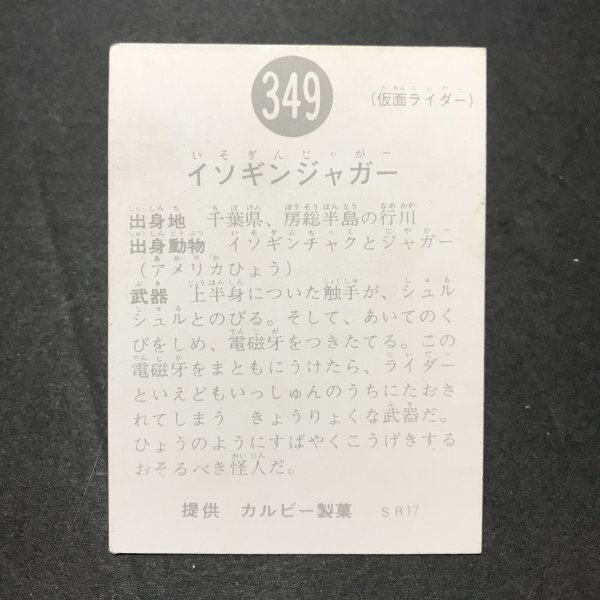 349
(仮面ライダー)
イソギンジャガー
出身地 千葉県、房総半島の行川
出身動物 イソギンチャクとジャガー
(アメリカひょう)
武器 上半身についた触手が、シュル
シュルとのびる。そして、あいてのく
びをしめ、電磁牙をつきたてる。この
電磁牙をまともにうけたら、ライダー
といえどもいっしゅんのうちにたおさ
れてしまう きょうりょくな武器だ。
ひょうのようにすばやくこうげきする
おそるべき怪人だ。
提供 カルビー製菓 SR17